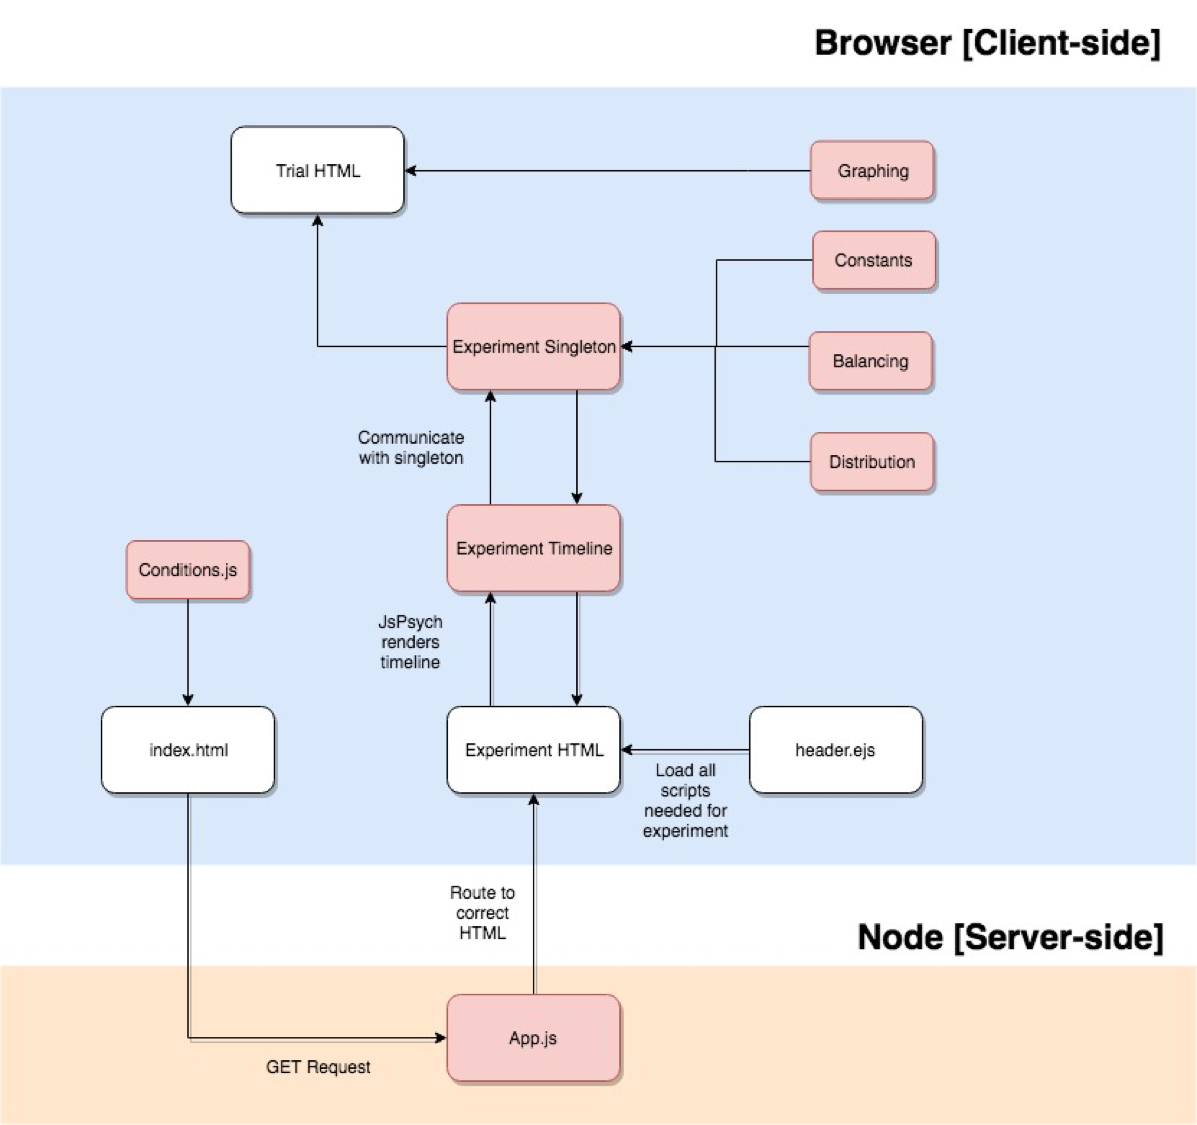 Browser [Client-side]
Trial HTML
Graphing
Constants
Experiment Singleton
Balancing
Communicate
with singleton
Distribution
Experiment Timeline
Conditions.js
JsPsych
renders
timeline
index.html
Experiment HTML
header.ejs
Load all
scripts
needed for
experiment
Route to
correct
HTML
Node [Server-side]
App.js
GET Request